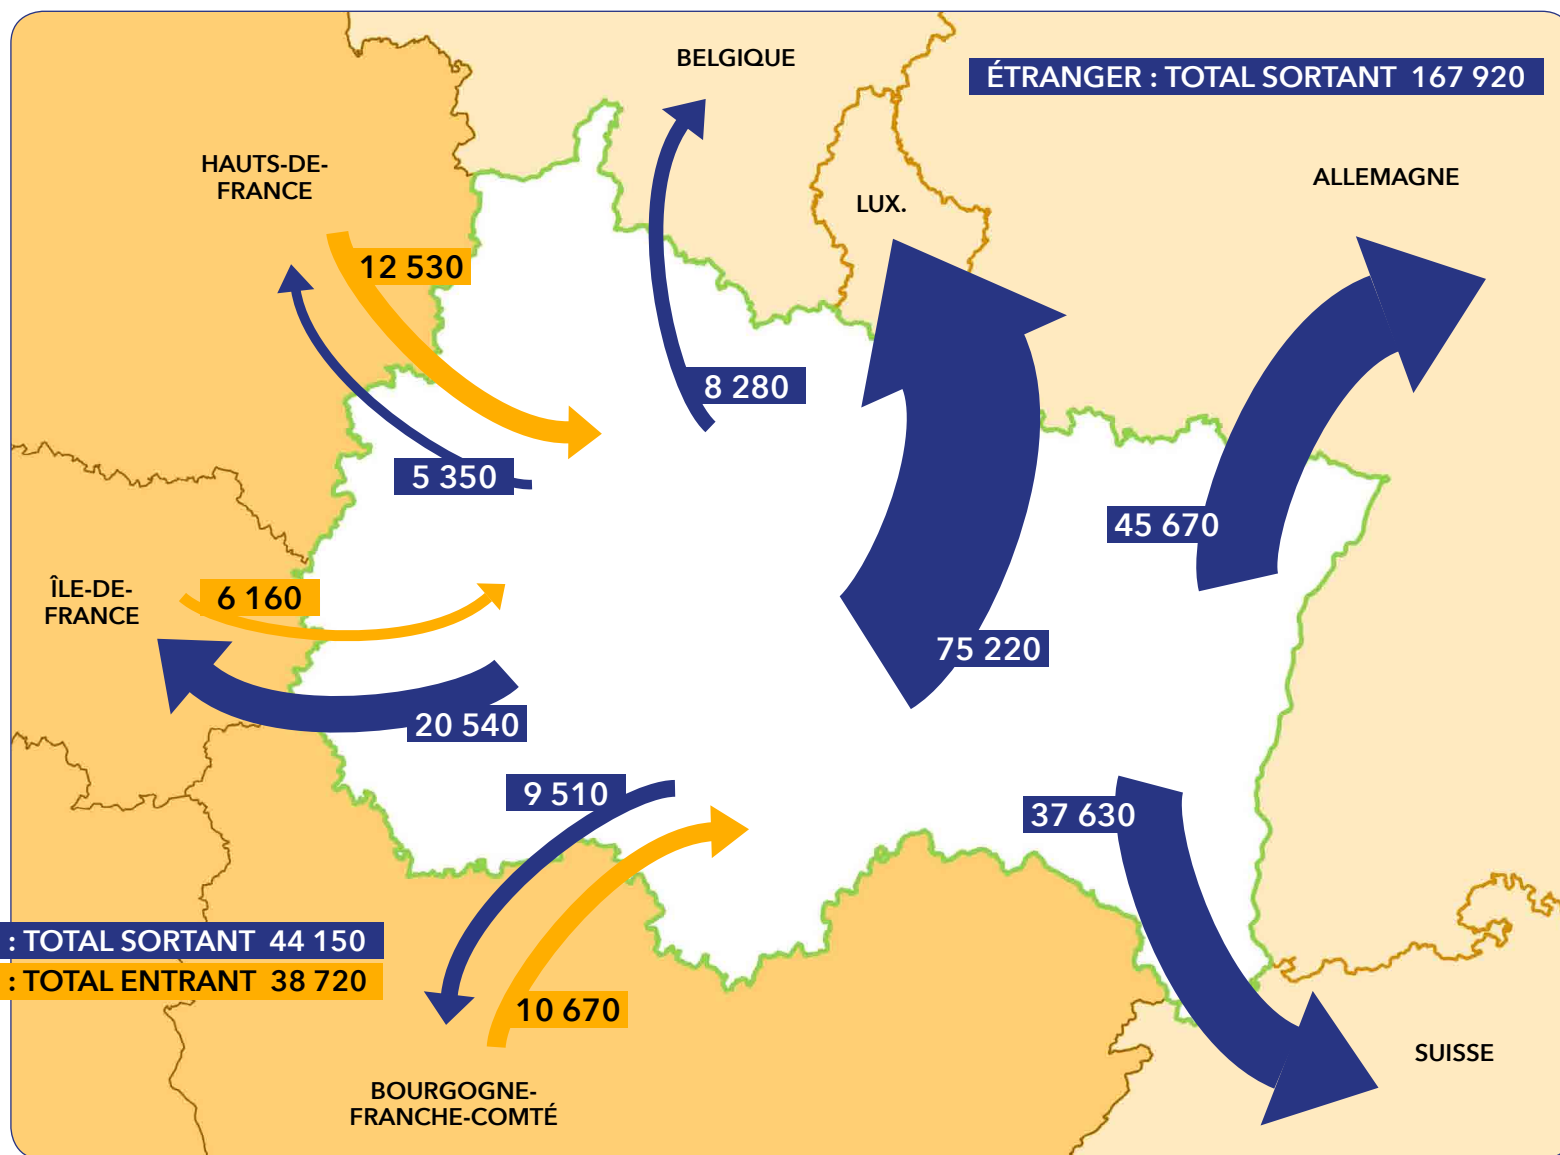 BELGIQUE
ÉTRANGER : TOTAL SORTANT 167 920
HAUTS-DE-
FRANCE
ALLEMAGNE
LUX.
12 530
8 280
5 350
45 670
ÎLE-DE-
FRANCE
6 160
75 220
20 540
9 510
37 630
: TOTAL SORTANT 44 150
: TOTAL ENTRANT 38 720
10 670
SUISSE
BOURGOGNE-
FRANCHE-COMTÉ